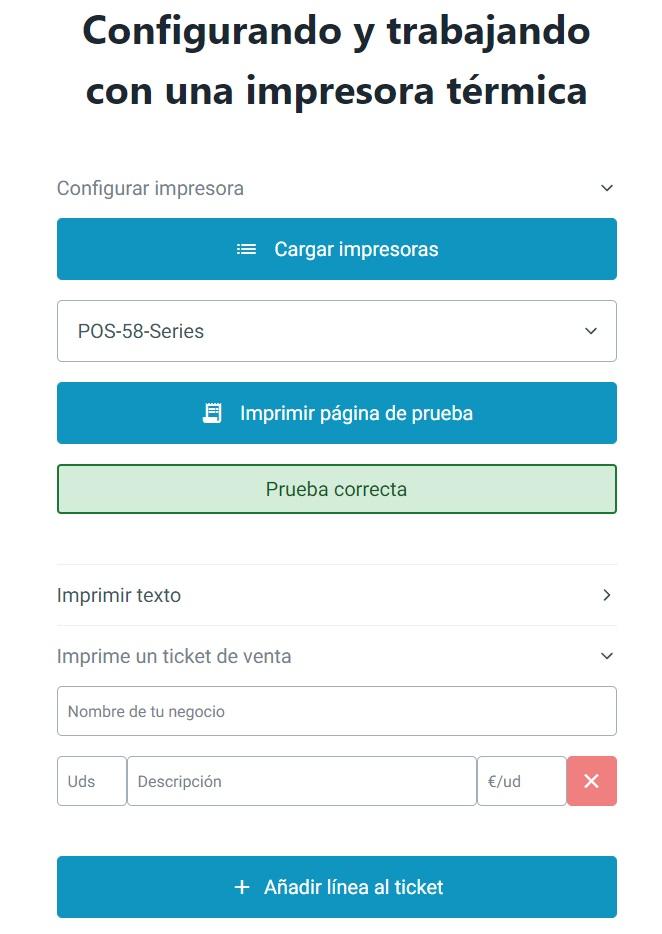 Configurando y trabajando
con una impresora térmica
Configurar impresora
Cargar impresoras
POS-58-Series
Imprimir página de prueba
Prueba correcta
Imprimir texto
Imprime un ticket de venta
Nombre de tu negocio
Uds
Descripción
€/ud
Añadir línea al ticket